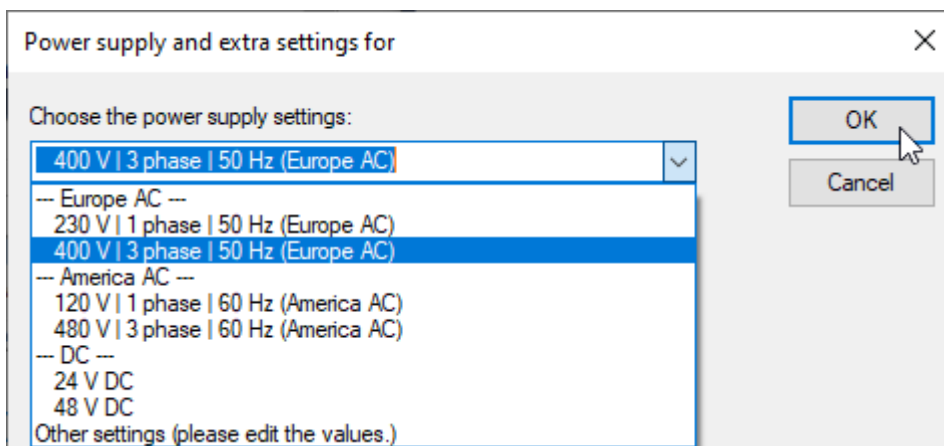 Power supply and extra settings for
Choose the power supply settings:
400 V | 3 phase | 50 Hz (Europe AC)
OK
Cancel
--- Europe AC ---
230 V | 1 phase | 50 Hz (Europe AC)
400 V | 3 phase | 50 Hz (Europe AC)
--- America AC ---
120 V | 1 phase | 60 Hz (America AC)
480 V | 3 phase | 60 Hz (America AC)
--- DC ---
24 V DC
48 V DC
Other settings (please edit the values.)